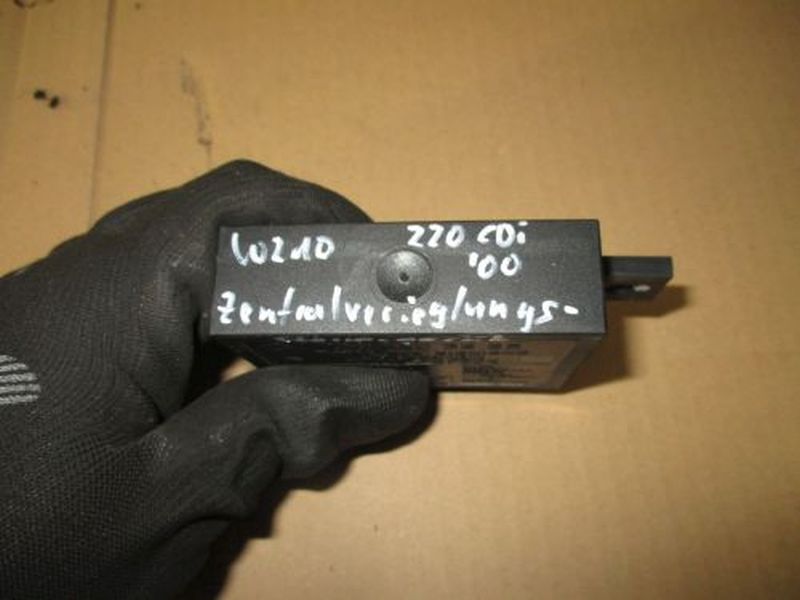 W210 220 CDi
'00
Zentralverieglungs-